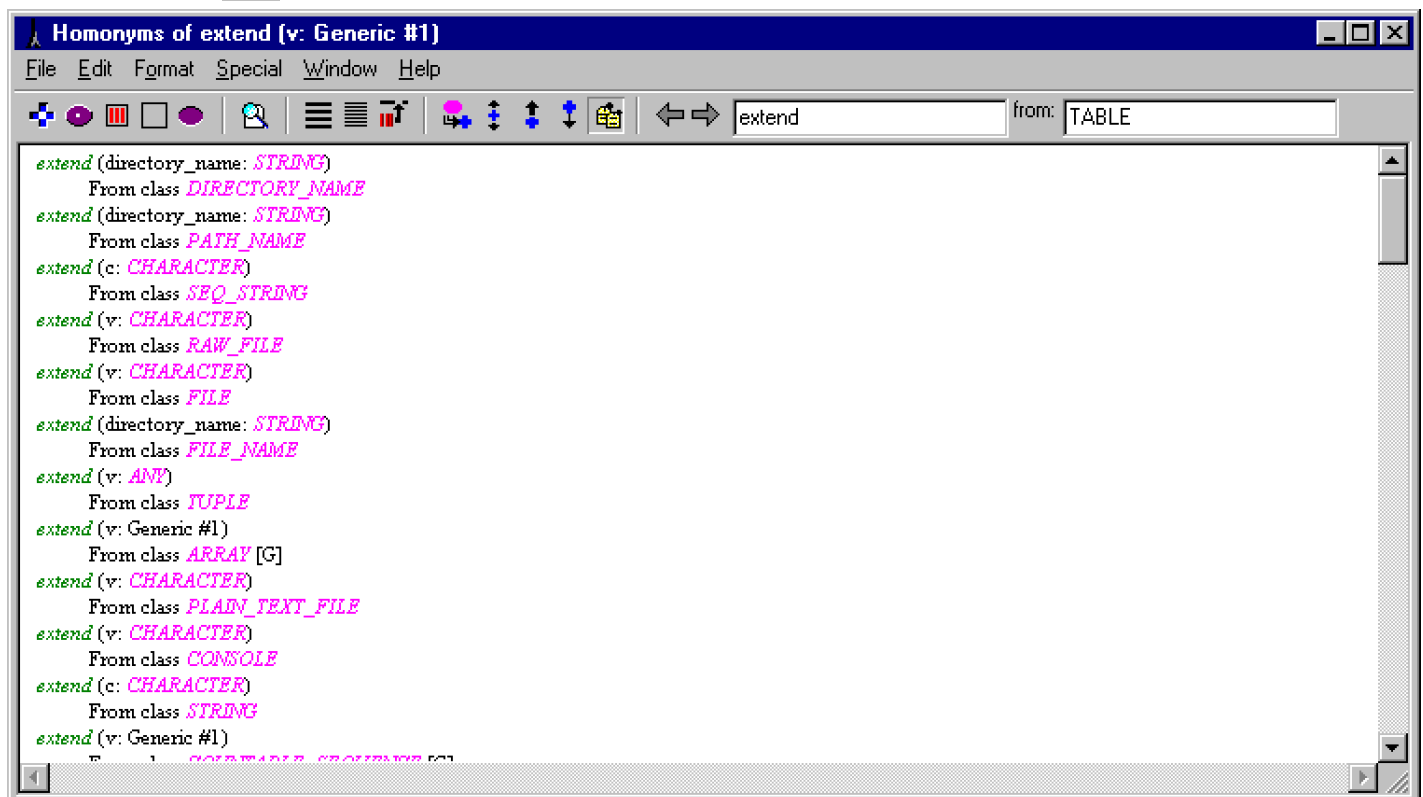 Homonyms of extend (v: Generic #1)
File Edit Format Special Window Help
extend from: TABLE
extend (directory_name: STRING)
From class DIRECTORY_NAME
extend (directory_name: STRING)
From class PATH_NAME
extend (c: CHARACTER)
From class SEQ_STRING
extend (v: CHARACTER)
From class RAW_FILE
extend (v: CHARACTER)
From class FILE
extend (directory_name: STRING)
From class FILE_NAME
extend (v: ANY)
From class TUPLE
extend (v: Generic #1)
From class ARRAY [G]
extend (v: CHARACTER)
From class PLAIN_TEXT_FILE
extend (v: CHARACTER)
From class CONSOLE
extend (c: CHARACTER)
From class STRING
extend (v: Generic #1)
From class COUNTABLE_SEQUENCE [G]